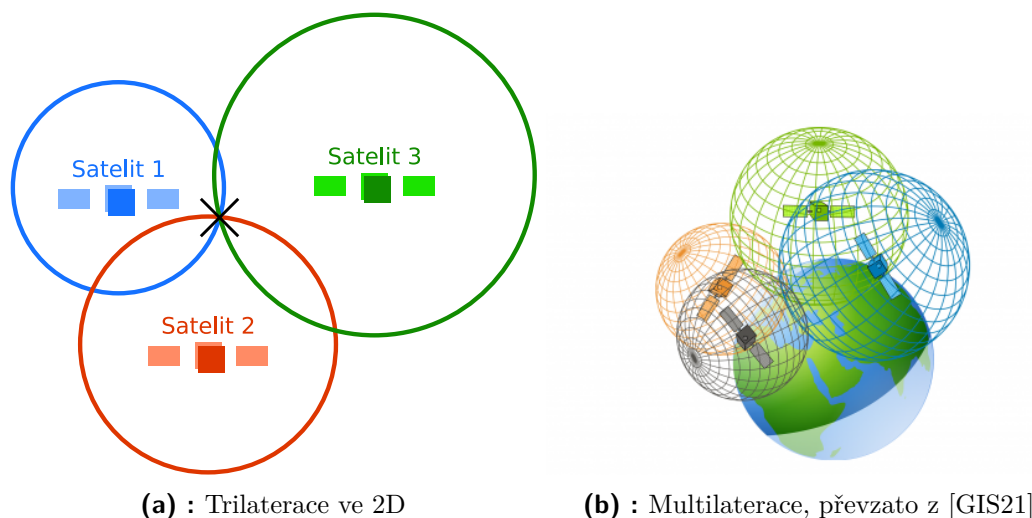 Satelit 1
Satelit 3
Satelit 2
(a) : Trilaterace ve 2D
(b) : Multilaterace, převzato z [GIS21]